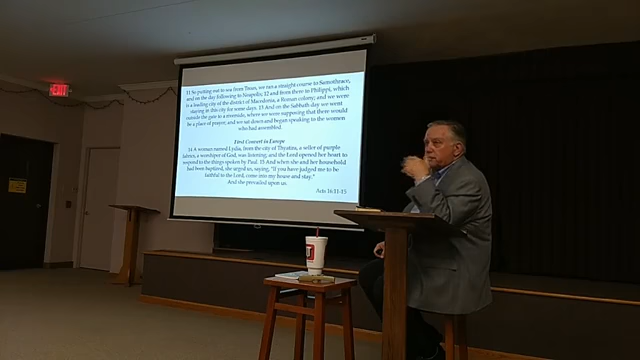 EXIT
11 So putting out to sea from Troas, we ran a straight course to Samothrace,
and on the day following to Neapolis; 12 and from there to Philippi, which
is a leading city of the district of Macedonia, a Roman colony; and we were
staying in this city for some days. 13 And on the Sabbath day we went
outside the gate to a riverside, where we were supposing that there would
be a place of prayer; and we sat down and began speaking to the women
who had assembled.
First Convert in Europe
14 A woman named Lydia, from the city of Thyatira, a seller of purple
fabrics, a worshiper of God, was listening; and the Lord opened her heart to
respond to the things spoken by Paul. 15 And when she and her household
had been baptized, she urged us, saying, "If you have judged me to be
faithful to the Lord, come into my house and stay."
And she prevailed upon us.
Acts 16:11-15